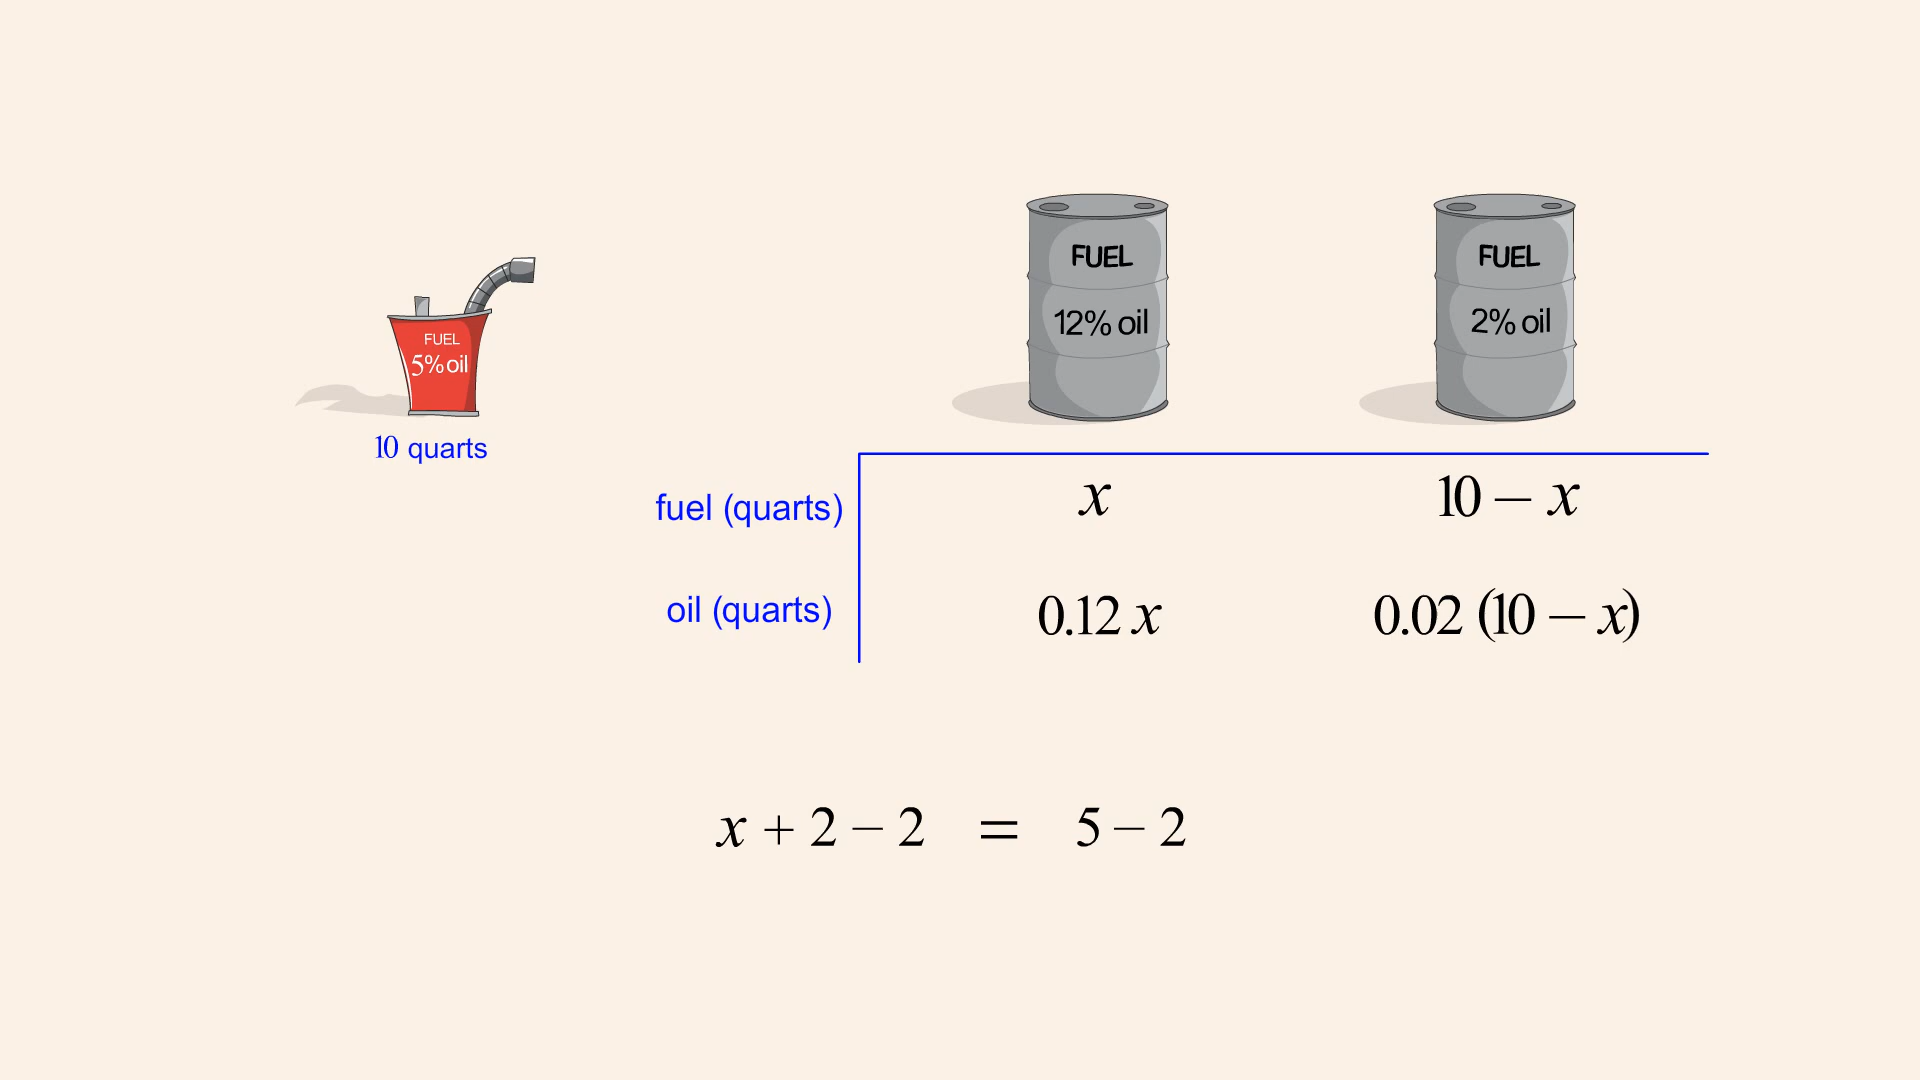 FUEL
5% oil
10 quarts
FUEL
12% oil
FUEL
2% oil
fuel (quarts) x 10 – x
oil (quarts) 0.12 x 0.02 (10 – x)
x + 2 – 2 = 5 – 2